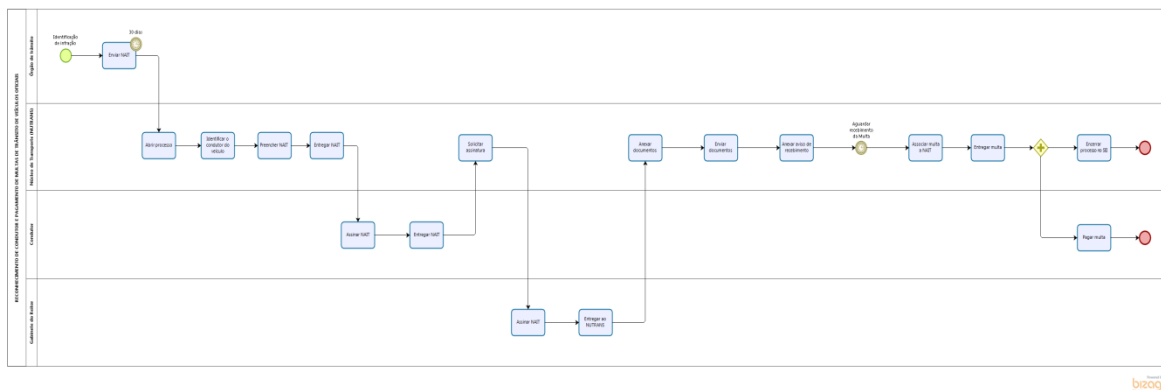 RECONHECIMENTO DE CONDUTOR E PAGAMENTO DE MULTAS DE TRÂNSITO DE VEÍCULOS OFICIAIS
Órgão de trânsito
Identificação
de infração
Enviar NAIT
30 dias
Núcleo de Transporte (NUTRANS)
Abrir processo
Identificar o
condutor do
veículo
Preencher NAIT
Entregar NAIT
Solicitar
assinatura
Anexar
documentos
Enviar
documentos
Anexar aviso de
recebimento
Aguardar
recebimento
da Multa
Associar multa
à NAIT
Entregar multa
Encerrar
processo no
Condutor
Assinar NAIT
Entregar NAIT
Pagar multa
Gabinete do Reitor
Assinar NAIT
Entregar ao
NUTRANS
Powered
bizagi